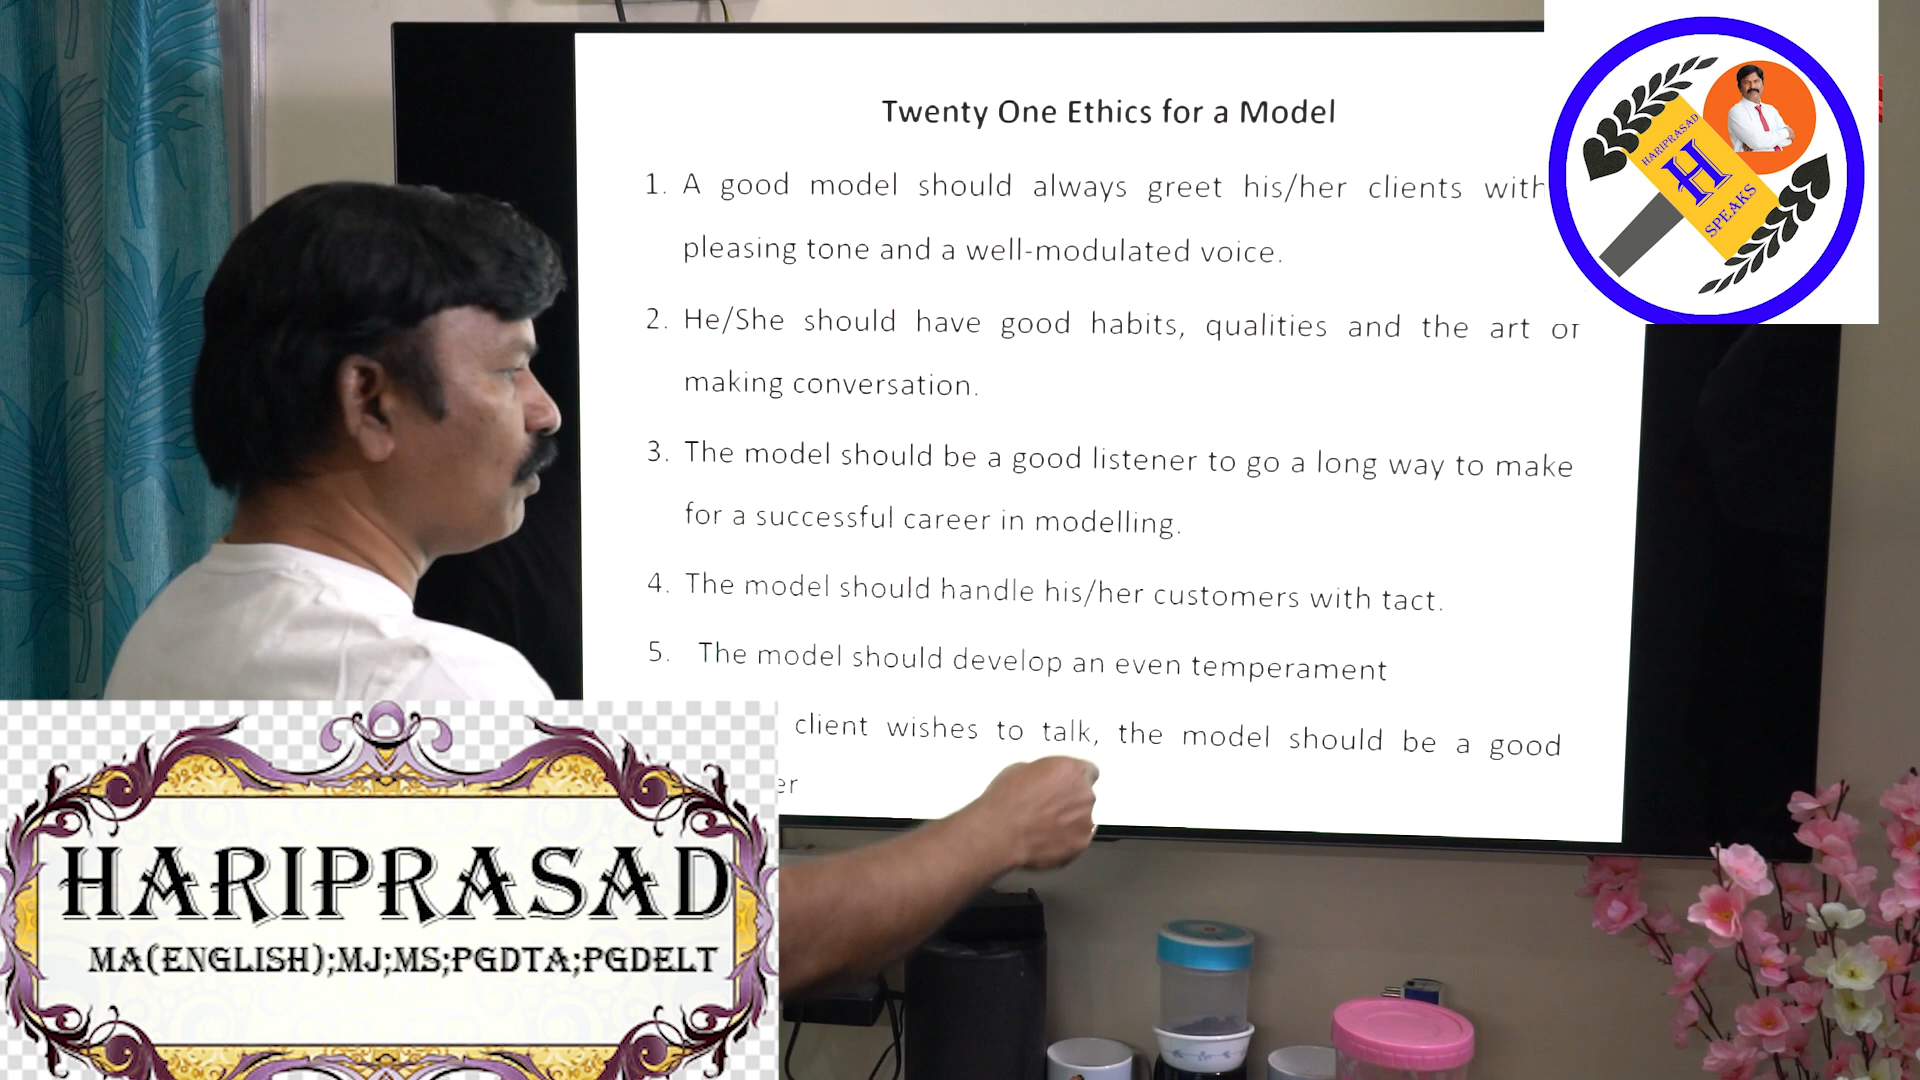 Twenty One Ethics for a Model
1. A good model should always greet his/her clients with
pleasing tone and a well-modulated voice.
2. He/She should have good habits, qualities and the art of
making conversation.
3. The model should be a good listener to go a long way to make
for a successful career in modelling.
4. The model should handle his/her customers with tact.
5. The model should develop an even temperament
client wishes to talk, the model should be a good
er
HARIPRASAD
H
SPEAKS
HARIPRASAD
MA(ENGLISH);MJ;MS;PGDTA;PGDELT